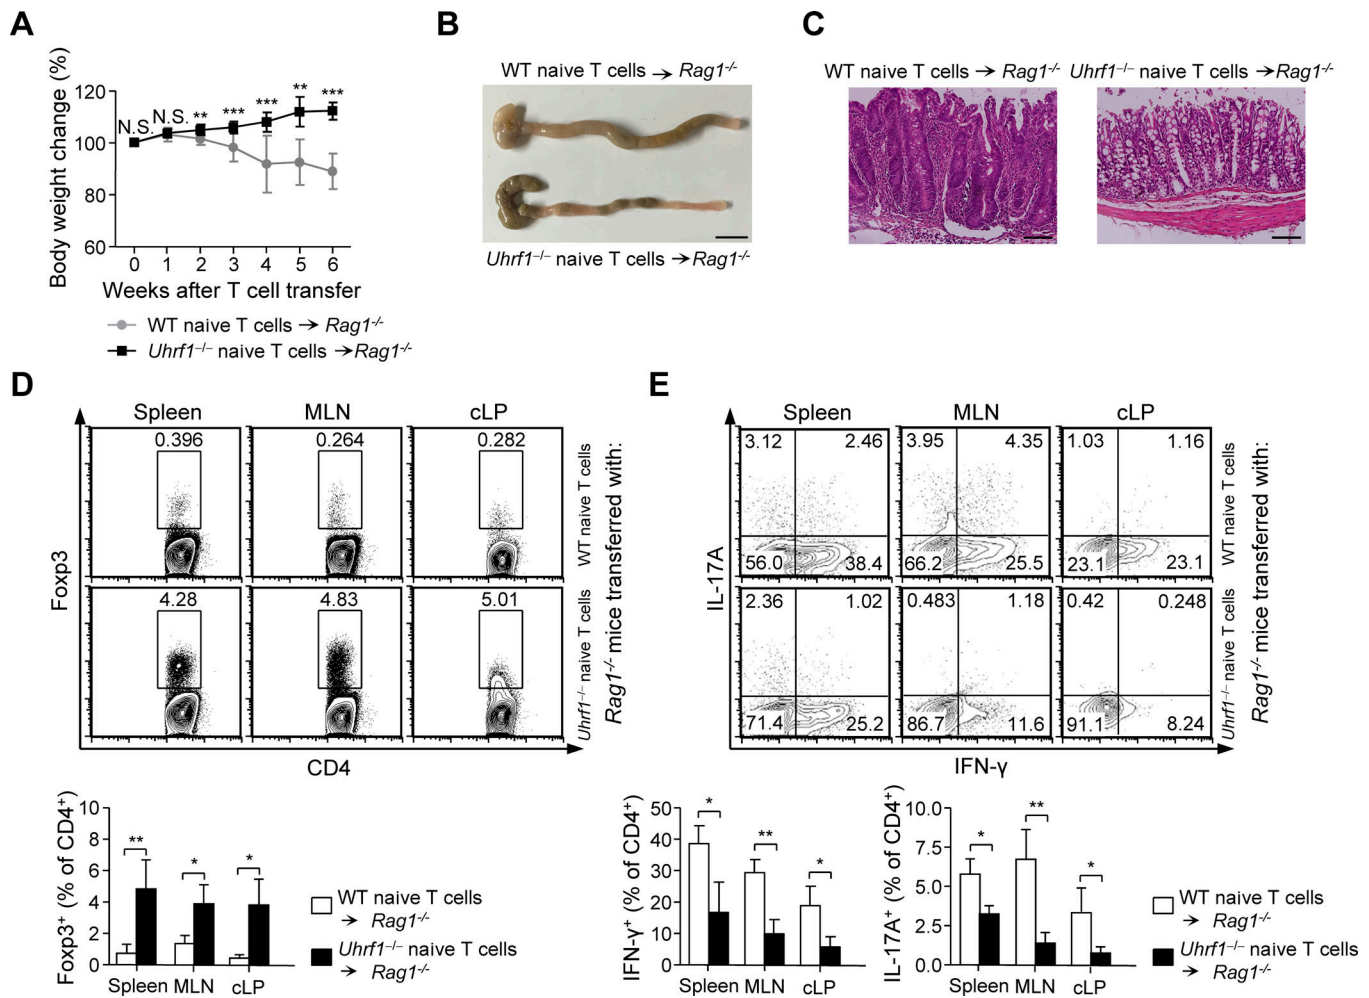 A
Body weight change (%)
120
100
80
60
N.S.
N.S.
**
***
***
**
***
0 1 2 3 4 5 6
Weeks after T cell transfer
WT naive T cells → Rag1-/-
Uhrf1–/– naive T cells →Rag1-/-
B
WT naive T cells → Rag1-/-
Uhrf1–/– naive T cells →Rag1-/-
C
WT naive T cells → Rag1-/-
Uhrf1–/– naive T cells →Rag1-/-
D
Spleen MLN cLP
0.396 0.264 0.282
4.28 4.83 5.01
Foxp3
CD4
WT naive T cells
Uhrf1–/– naive T cells
Rag1-/- mice transferred with:
Foxp3+ (% of CD4+)
10
8
6
4
2
0
**
*
*
Spleen MLN cLP
WT naive T cells
→ Rag1-/-
Uhrf1–/– naive T cells
→ Rag1-/-
E
Spleen MLN cLP
3.12 2.46 3.95 4.35 1.03 1.16
56.0 38.4 66.2 25.5 23.1 23.1
2.36 1.02 0.483 1.18 0.42 0.248
71.4 25.2 86.7 11.6 91.1 8.24
IL-17A
IFN-γ
WT naive T cells
Uhrf1–/– naive T cells
Rag1-/- mice transferred with:
IFN-γ+ (% of CD4+)
50
40
30
20
10
0
*
**
*
Spleen MLN cLP
IL-17A+ (% of CD4+)
10.0
7.5
5.0
2.5
0
*
**
*
Spleen MLN cLP
WT naive T cells
→ Rag1-/-
Uhrf1–/– naive T cells
→ Rag1-/-